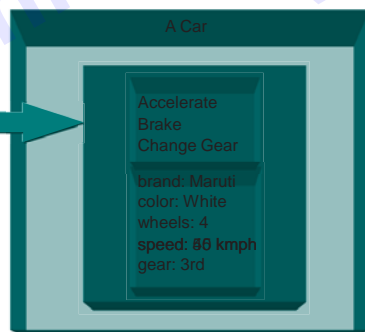 A Car
Accelerate
Brake
Change Gear
brand: Maruti
color: White
wheels: 4
speed: kmph
gear: 3rd